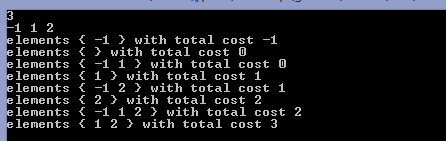 3
-1 1 2
elements { -1 } with total cost -1
elements { } with total cost 0
elements { -1 1 } with total cost 0
elements { 1 } with total cost 1
elements { -1 2 } with total cost 1
elements { 2 } with total cost 2
elements { -1 1 2 } with total cost 2
elements { 1 2 } with total cost 3